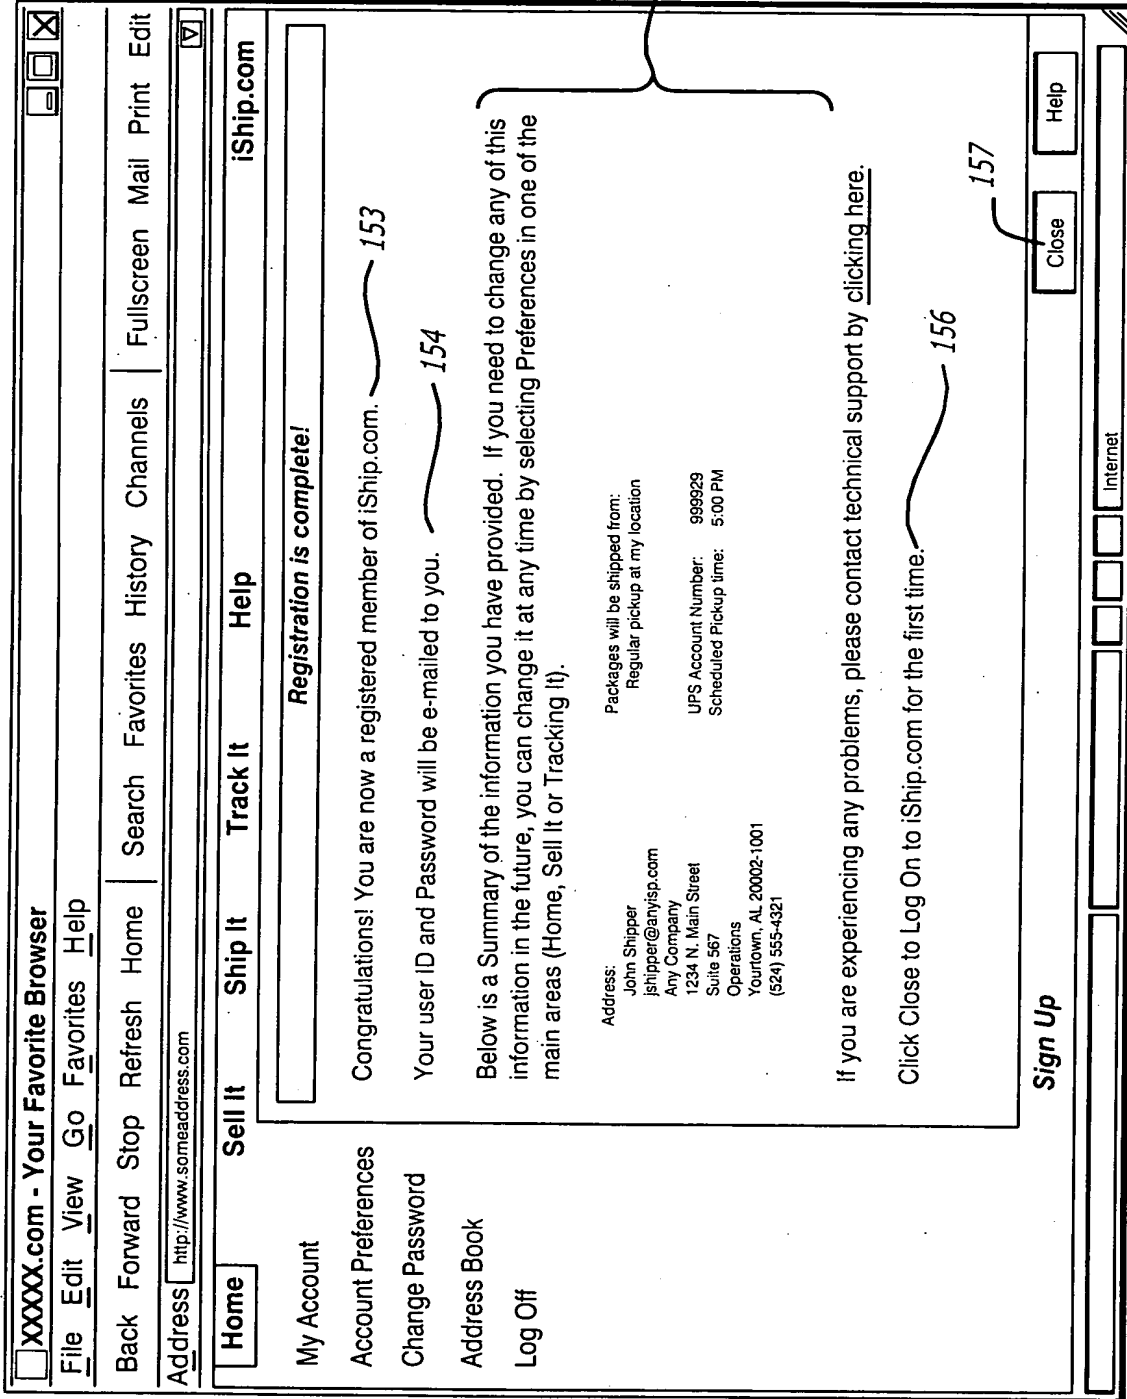 XXXXX.com - Your Favorite Browser
File Edit View Go Favorites Help
Back Forward Stop Refresh Home Search Favorites History Channels Fullscreen Mail Print Edit
Address http://www.someaddress.com
Home Sell It Ship It Track It Help iShip.com
My Account
Account Preferences
Change Password
Address Book
Log Off
Registration is complete!
Congratulations! You are now a registered member of iShip.com. 153
Your user ID and Password will be e-mailed to you. 154
Below is a Summary of the information you have provided. If you need to change any of this
information in the future, you can change it at any time by selecting Preferences in one of the
main areas (Home, Sell It or Tracking It).
Address:
John Shipper
jshipper@anyisp.com
Any Company
1234 N. Main Street
Suite 567
Operations
Yourtown, AL 20002-1001
(524) 555-4321
Packages will be shipped from:
Regular pickup at my location
UPS Account Number: 999929
Scheduled Pickup time: 5:00 PM
If you are experiencing any problems, please contact technical support by clicking here.
Click Close to Log On to iShip.com for the first time. 156
157
Sign Up Close Help
Internet